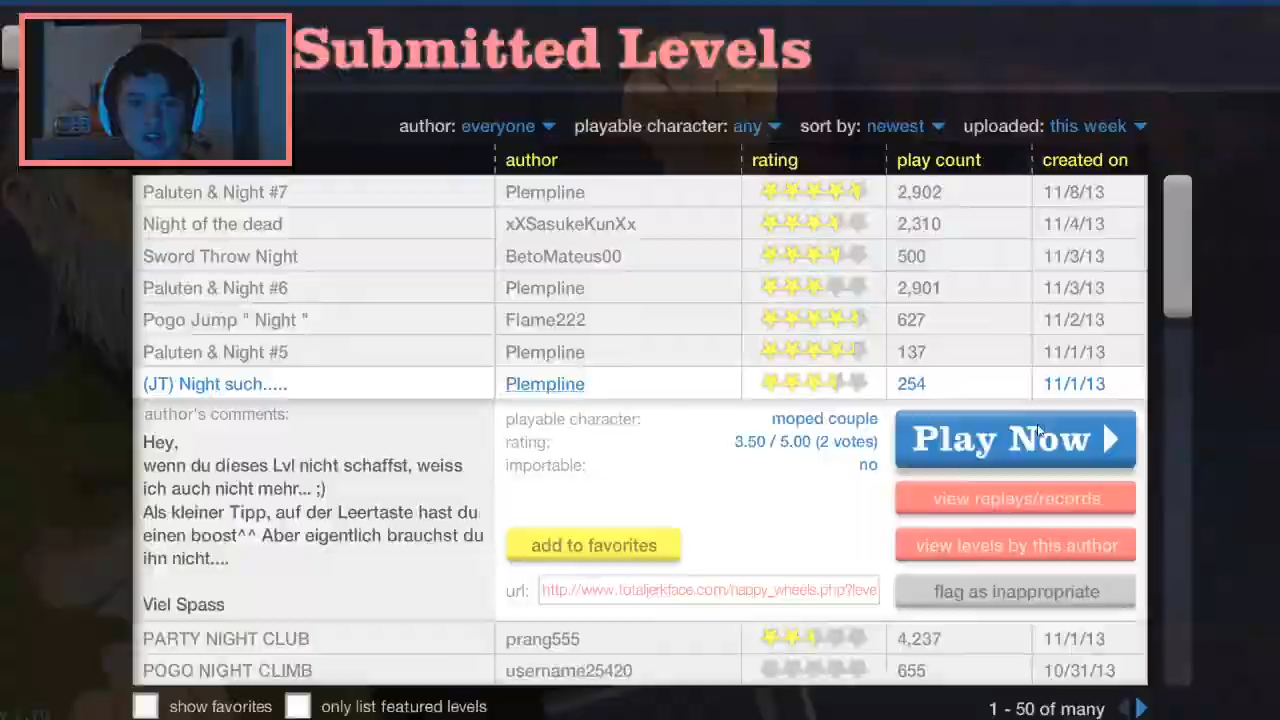 Submitted Levels
author: everyone playable character: any sort by: newest uploaded: this week
author rating play count created on
Paluten & Night #7 Plempline 2,902 11/8/13
Night of the dead xXSasukeKunXx 2,310 11/4/13
Sword Throw Night BetoMateus00 500 11/3/13
Paluten & Night #6 Plempline 2,901 11/3/13
Pogo Jump " Night " Flame222 627 11/2/13
Paluten & Night #5 Plempline 137 11/1/13
(JT) Night such..... Plempline 254 11/1/13
author's comments:
Hey,
wenn du dieses Lvl nicht schaffst, weiss
ich auch nicht mehr... ;)
Als kleiner Tipp, auf der Leertaste hast du
einen boost^^ Aber eigentlich brauchst du
ihn nicht....
Viel Spass
playable character: moped couple
rating: 3.50 / 5.00 (2 votes)
importable: no
add to favorites
url: http://www.totaljerkface.com/happy_wheels.php?leve
Play Now
view replays/records
view levels by this author
flag as inappropriate
PARTY NIGHT CLUB prang555 4,237 11/1/13
POGO NIGHT CLIMB username25420 655 10/31/13
show favorites only list featured levels 1 - 50 of many